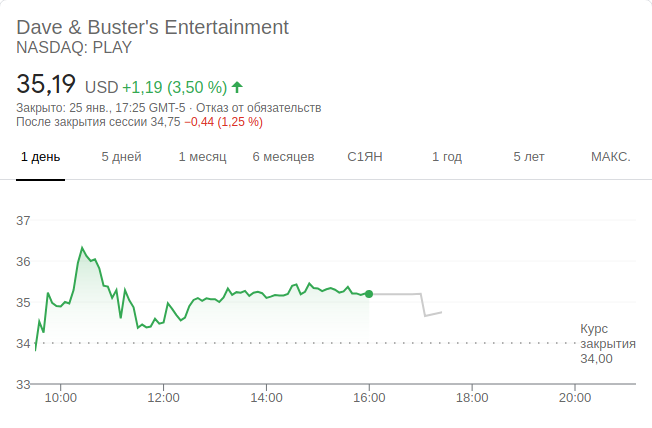 Dave & Buster's Entertainment
NASDAQ: PLAY
35,19 USD +1,19 (3,50 %)
Закрыто: 25 янв., 17:25 GMT-5 · Отказ от обязательств
После закрытия сессии 34,75 −0,44 (1,25 %)
1 день 5 дней 1 месяц 6 месяцев С1ЯН 1 год 5 лет МАКС.
37
36
35
34
33
Курс
закрытия
34,00
10:00 12:00 14:00 16:00 18:00 20:00